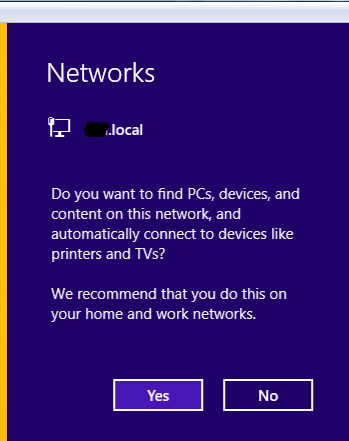 Networks
.local
Do you want to find PCs, devices, and
content on this network, and
automatically connect to devices like
printers and TVs?
We recommend that you do this on
your home and work networks.
Yes
No